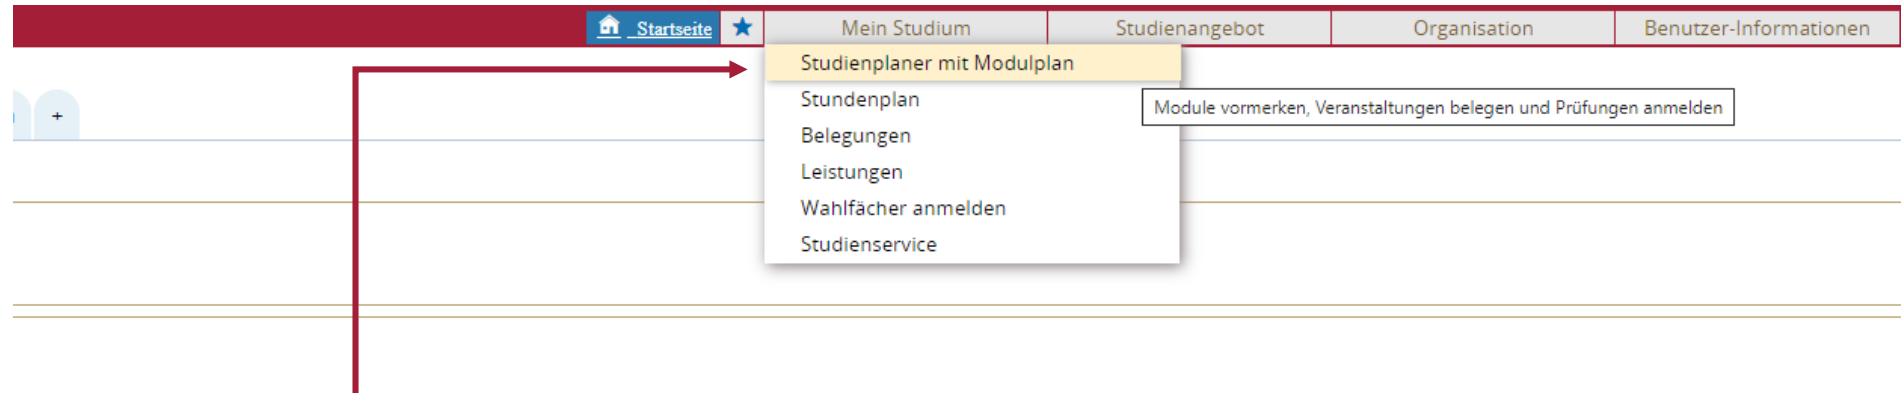 Startseite
Mein Studium
Studienangebot
Organisation
Benutzer-Informationen
Studienplaner mit Modulplan
Stundenplan
Module vormerken, Veranstaltungen belegen und Prüfungen anmelden
+
Belegungen
Leistungen
Wahlfächer anmelden
Studienservice